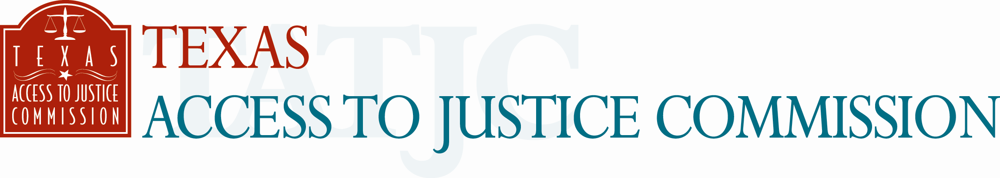 TEXAS
ACCESS TO JUSTICE
COMMISSION
TATJC
TEXAS
ACCESS TO JUSTICE COMMISSION